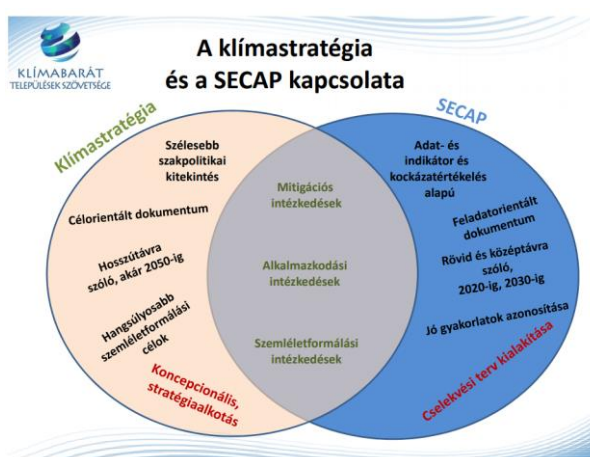 KLÍMABARÁT
TELEPÜLÉSEK SZÖVETSÉGE
A klímastratégia
és a SECAP kapcsolata
Klímastratégia
Szélesebb
szakpolitikai
kitekintés
Célorientált dokumentum
Hosszútávra
szóló, akár 2050-ig
Hangsúlyosabb
szemléletformálási
célok
Koncepcionális,
stratégiaalkotás
Mitigációs
intézkedések
Alkalmazkodási
intézkedések
Szemléletformálási
intézkedések
SECAP
Adat- és
indikátor és
kockázatértékelés
alapú
Feladatorientált
dokumentum
Rövid és középtávra
szóló,
2020-ig, 2030-ig
Jó gyakorlatok azonosítása
Cselekvési terv kialakítása